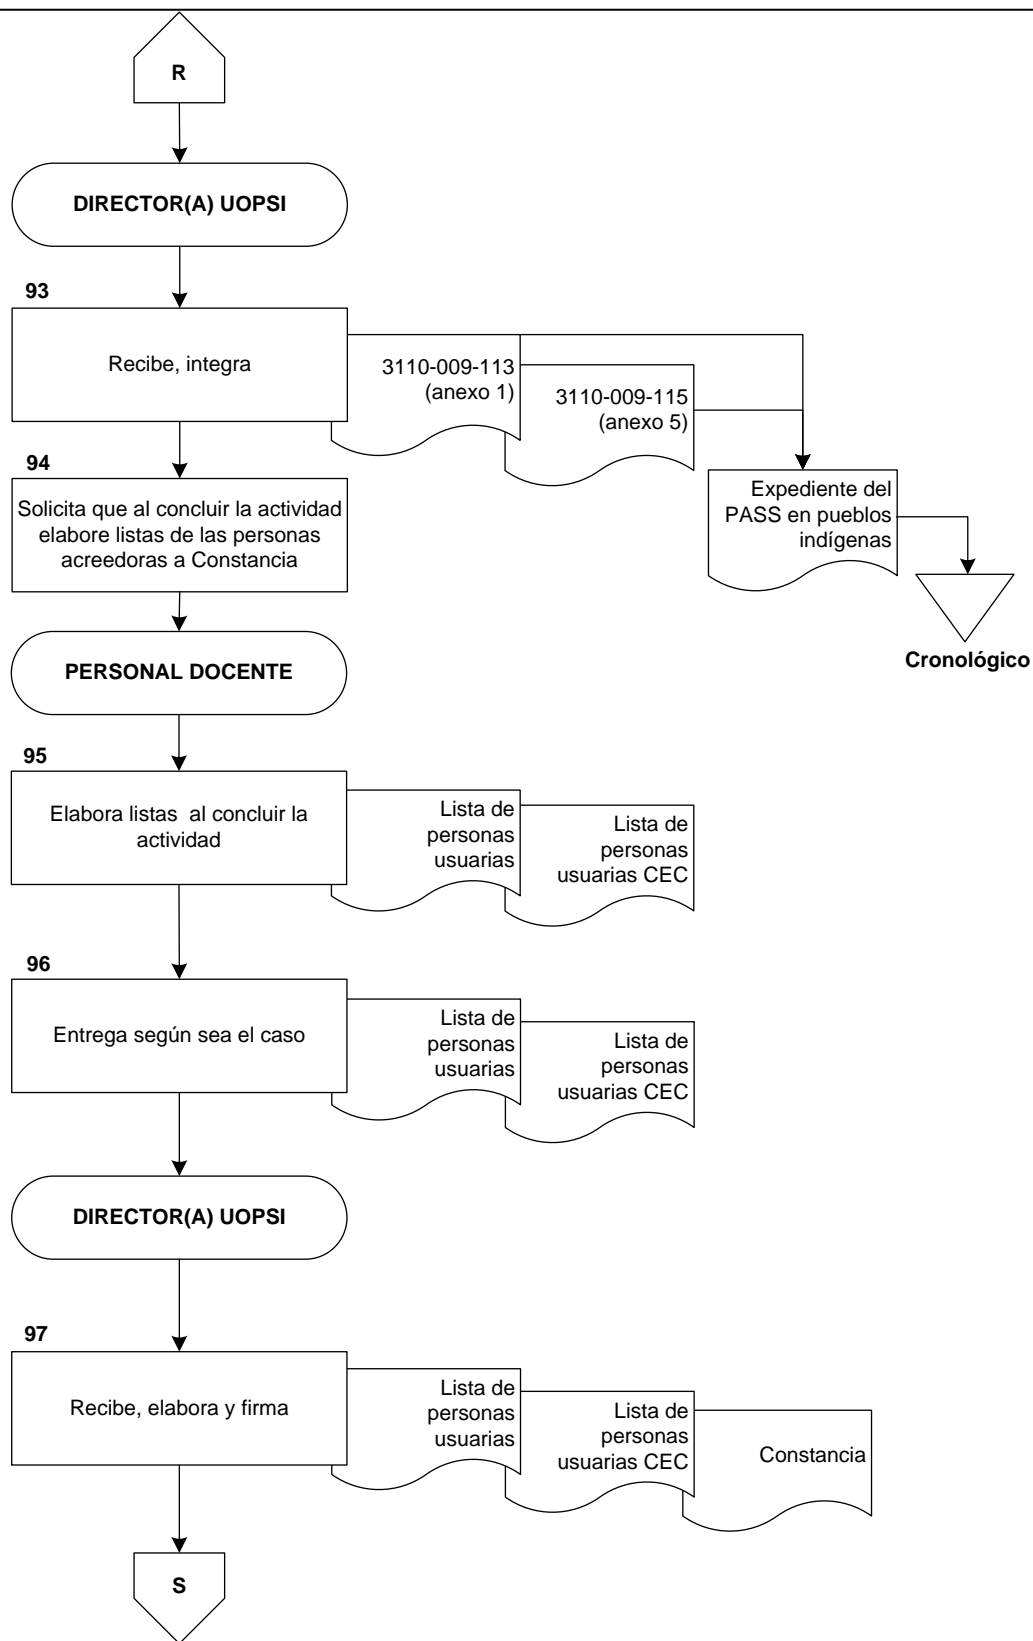 R
DIRECTOR(A) UOPSI
93
Recibe, integra
3110-009-113
(anexo 1)
3110-009-115
(anexo 5)
Expediente del
PASS en pueblos
indígenas
Cronológico
94
Solicita que al concluir la actividad
elabore listas de las personas
acreedoras a Constancia
PERSONAL DOCENTE
95
Elabora listas  al concluir la
actividad
Lista de
personas
usuarias
Lista de
personas
usuarias CEC
96
Entrega según sea el caso
Lista de
personas
usuarias
Lista de
personas
usuarias CEC
DIRECTOR(A) UOPSI
97
Recibe, elabora y firma
Lista de
personas
usuarias
Lista de
personas
usuarias CEC
Constancia
S